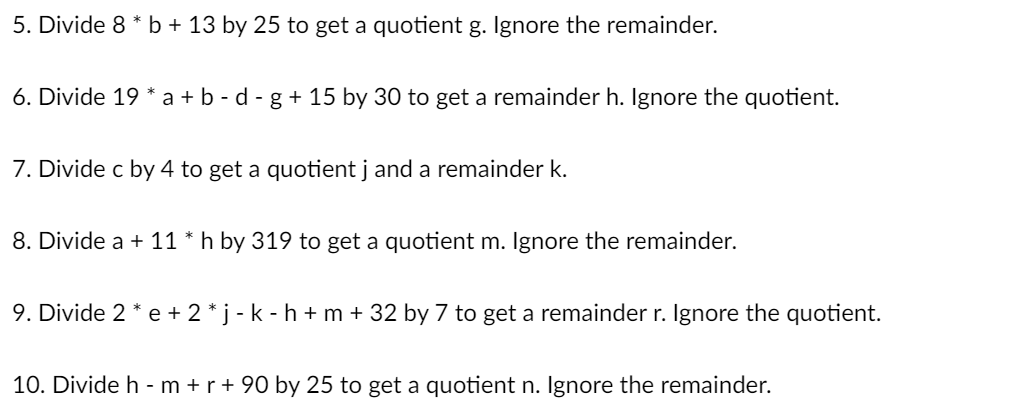 5. Divide 8 * b + 13 by 25 to get a quotient g. Ignore the remainder.
6. Divide 19 * a + b - d - g + 15 by 30 to get a remainder h. Ignore the quotient.
7. Divide c by 4 to get a quotient j and a remainder k.
8. Divide a + 11 * h by 319 to get a quotient m. Ignore the remainder.
9. Divide 2 * e + 2 * j - k - h + m + 32 by 7 to get a remainder r. Ignore the quotient.
10. Divide h - m + r + 90 by 25 to get a quotient n. Ignore the remainder.